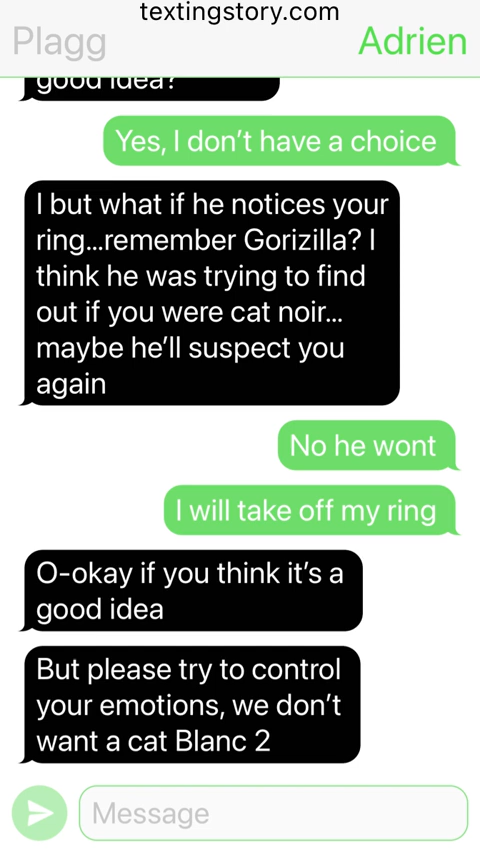 textingstory.com
Plagg
Adrien
good idea?
Yes, I don’t have a choice
I but what if he notices your
ring...remember Gorizilla? I
think he was trying to find
out if you were cat noir...
maybe he’ll suspect you
again
No he wont
I will take off my ring
O-okay if you think it’s a
good idea
But please try to control
your emotions, we don’t
want a cat Blanc 2
Message